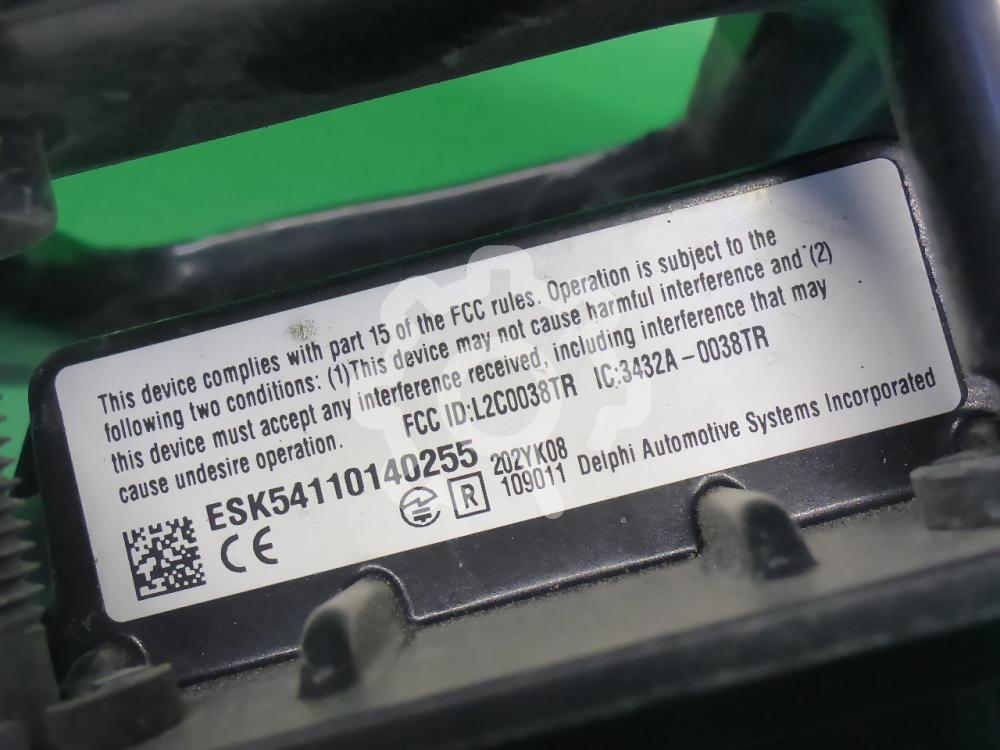 This device complies with part 15 of the FCC rules. Operation is subject to the
following two conditions: (1)This device may not cause harmful interference and (2)
this device must accept any interference received, including interference that may
cause undesire operation. FCC ID:L2C0038TR IC:3432A-0038TR
ESK54110140255 202YK08
CE R 109011 Delphi Automotive Systems Incorporated